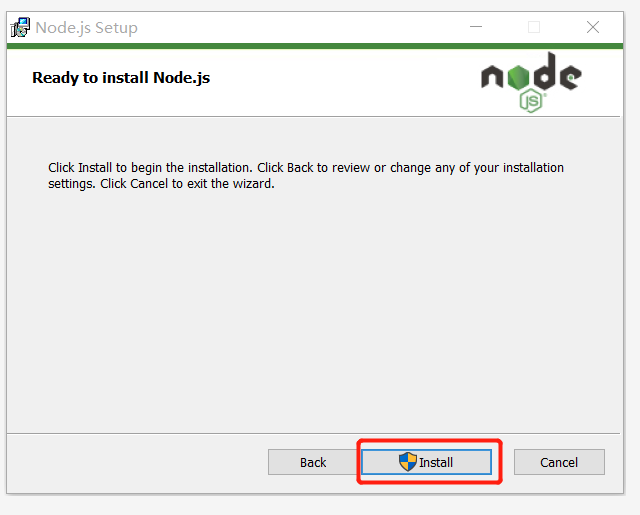 Node.js Setup
Ready to install Node.js
node
JS
Click Install to begin the installation. Click Back to review or change any of your installation
settings. Click Cancel to exit the wizard.
Back
Install
Cancel